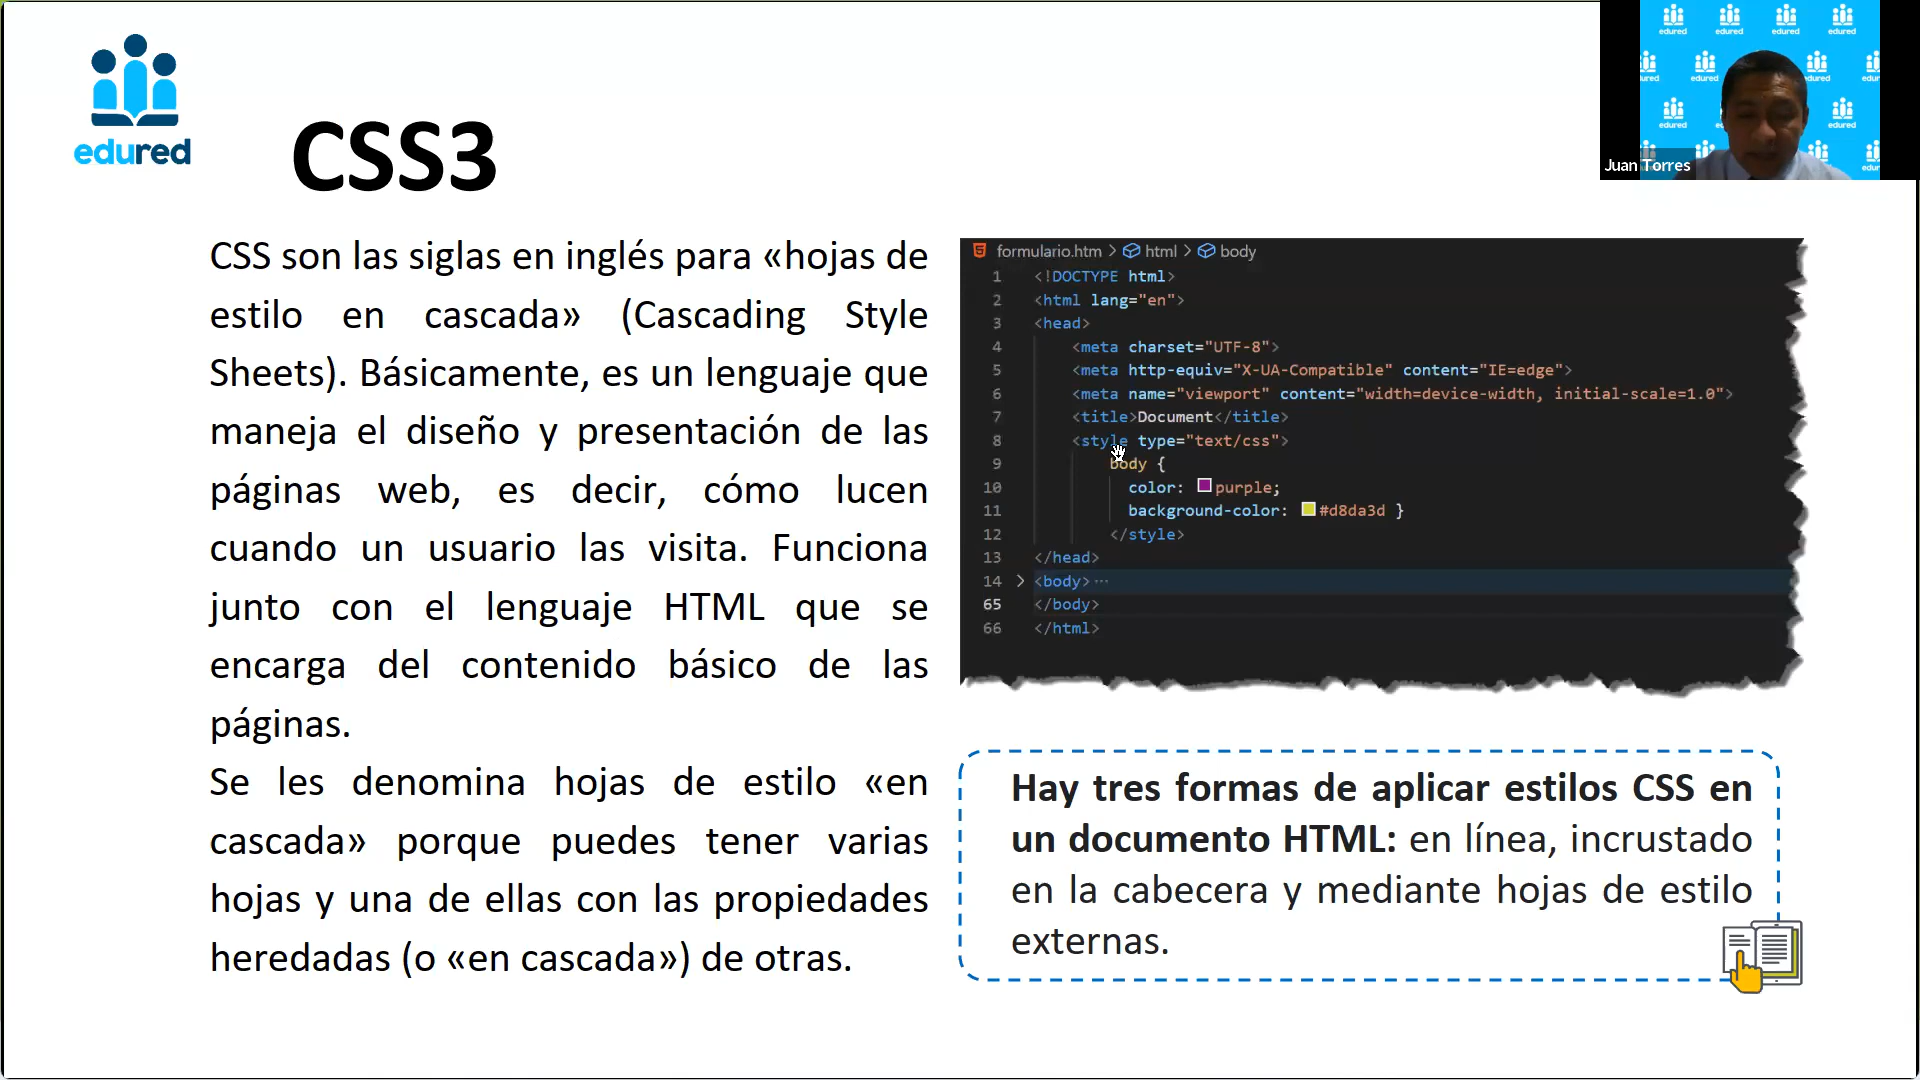 edured
CSS3
CSS son las siglas en inglés para «hojas de
estilo en cascada» (Cascading Style
Sheets). Básicamente, es un lenguaje que
maneja el diseño y presentación de las
páginas web, es decir, cómo lucen
cuando un usuario las visita. Funciona
junto con el lenguaje HTML que se
encarga del contenido básico de las
páginas.
Se les denomina hojas de estilo «en
cascada» porque puedes tener varias
hojas y una de ellas con las propiedades
heredadas (o «en cascada») de otras.
formulario.htm > html > body
1 <!DOCTYPE html>
2 <html lang="en">
3 <head>
4 <meta charset="UTF-8">
5 <meta http-equiv="X-UA-Compatible" content="IE=edge">
6 <meta name="viewport" content="width=device-width, initial-scale=1.0">
7 <title>Document</title>
8 <style type="text/css">
9 body {
10 color: purple;
11 background-color: #d8da3d }
12 </style>
13 </head>
14 > <body> ···
65 </body>
66 </html>
Hay tres formas de aplicar estilos CSS en
un documento HTML: en línea, incrustado
en la cabecera y mediante hojas de estilo
externas.
edured edured edured edured
edured edured
edured edured
Juan Torres